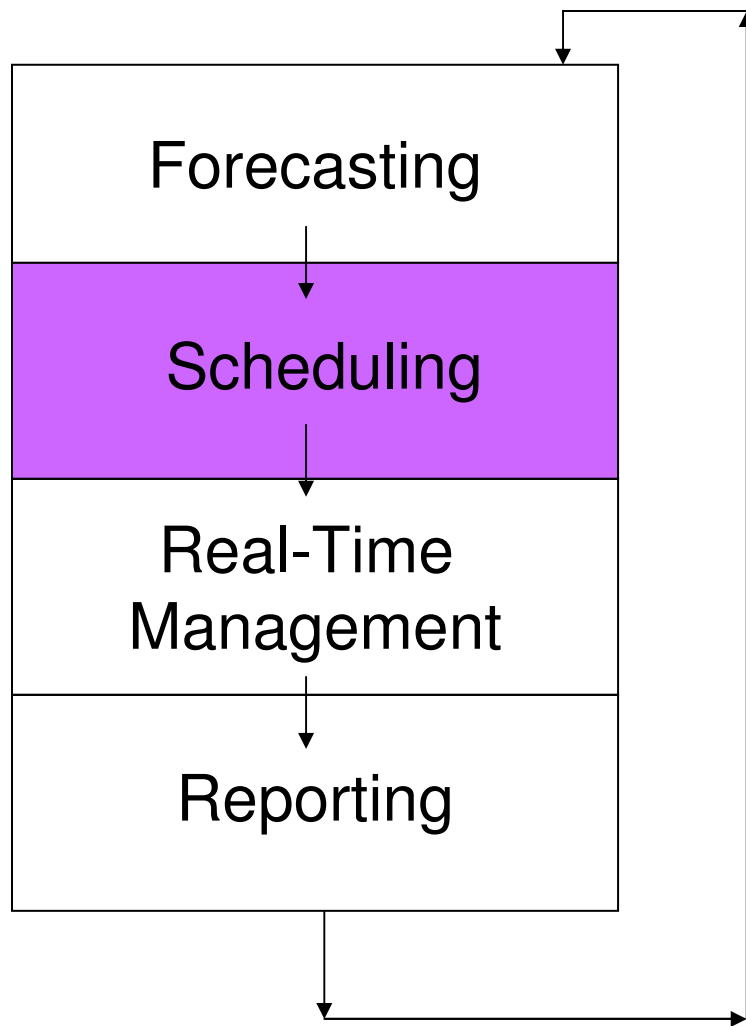 Forecasting
Scheduling
Real-Time
Management
Reporting